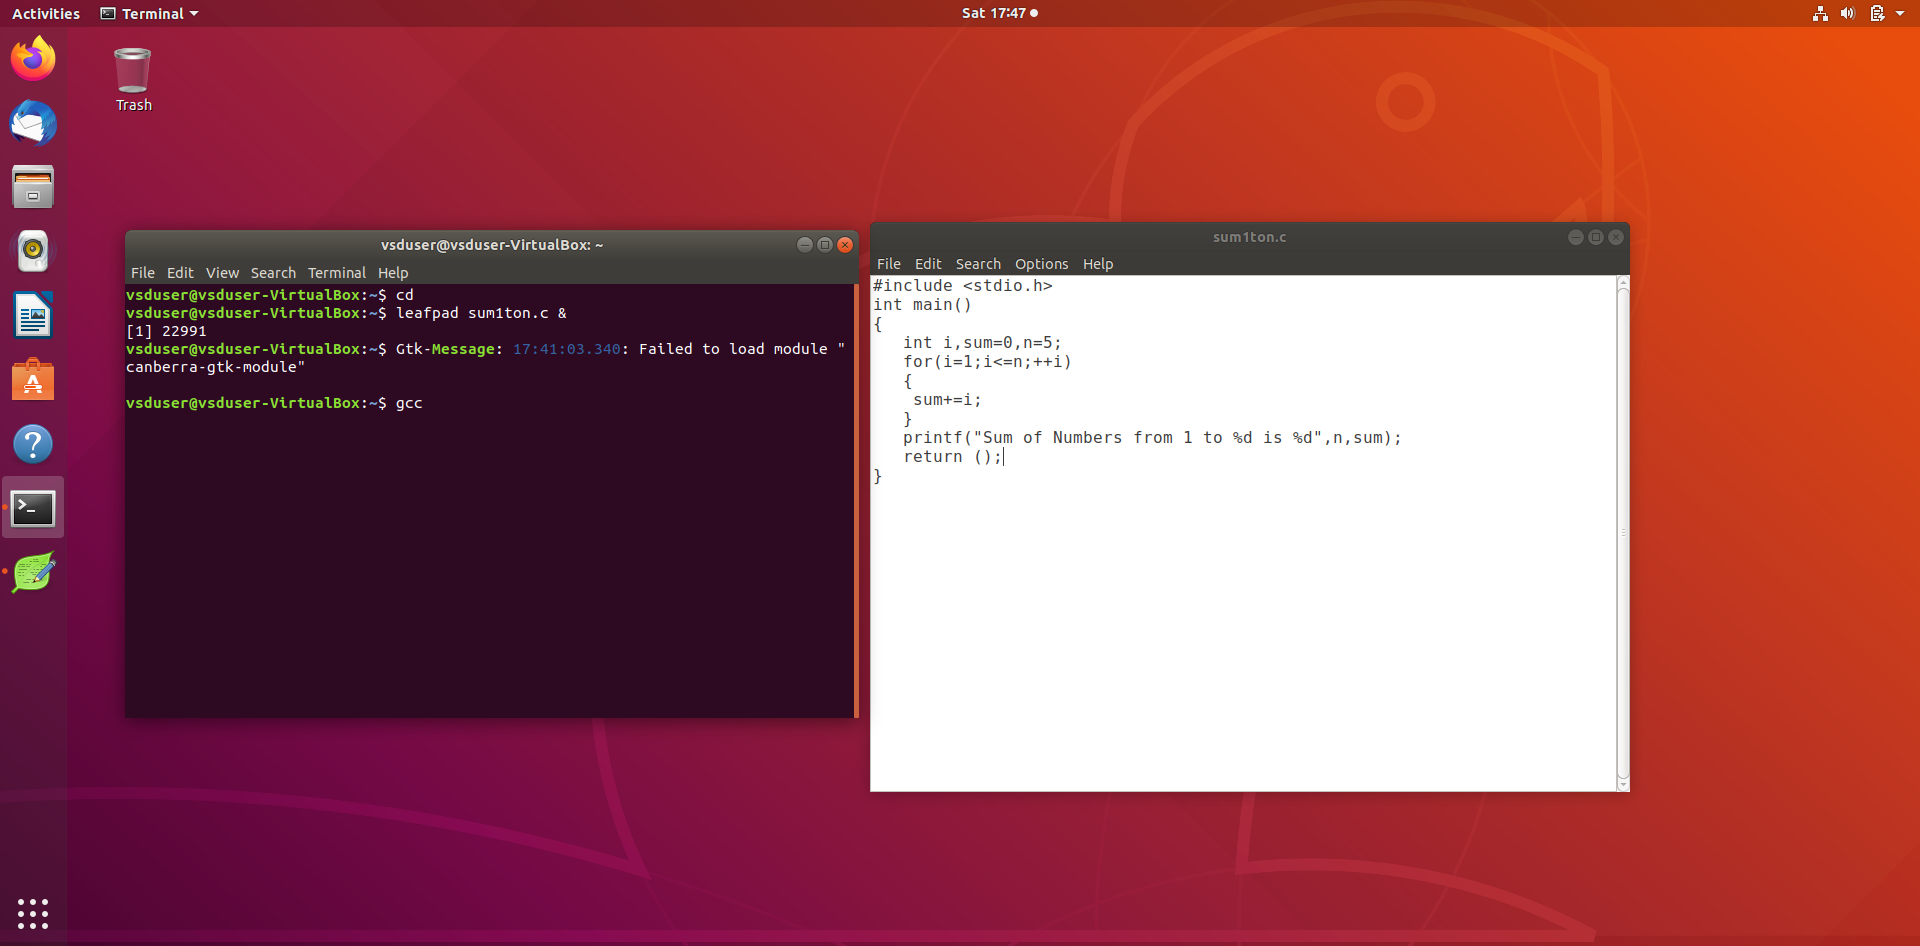 Activities Terminal Sat 17:47
Trash
vsduser@vsduser-VirtualBox: ~
File Edit View Search Terminal Help
vsduser@vsduser-VirtualBox:~$ cd
vsduser@vsduser-VirtualBox:~$ leafpad sum1ton.c &
[1] 22991
vsduser@vsduser-VirtualBox:~$ Gtk-Message: 17:41:03.340: Failed to load module "
canberra-gtk-module"
vsduser@vsduser-VirtualBox:~$ gcc
sum1ton.c
File Edit Search Options Help
#include <stdio.h>
int main()
{
   int i,sum=0,n=5;
   for(i=1;i<=n;++i)
   {
    sum+=i;
   }
   printf("Sum of Numbers from 1 to %d is %d",n,sum);
   return ();
}